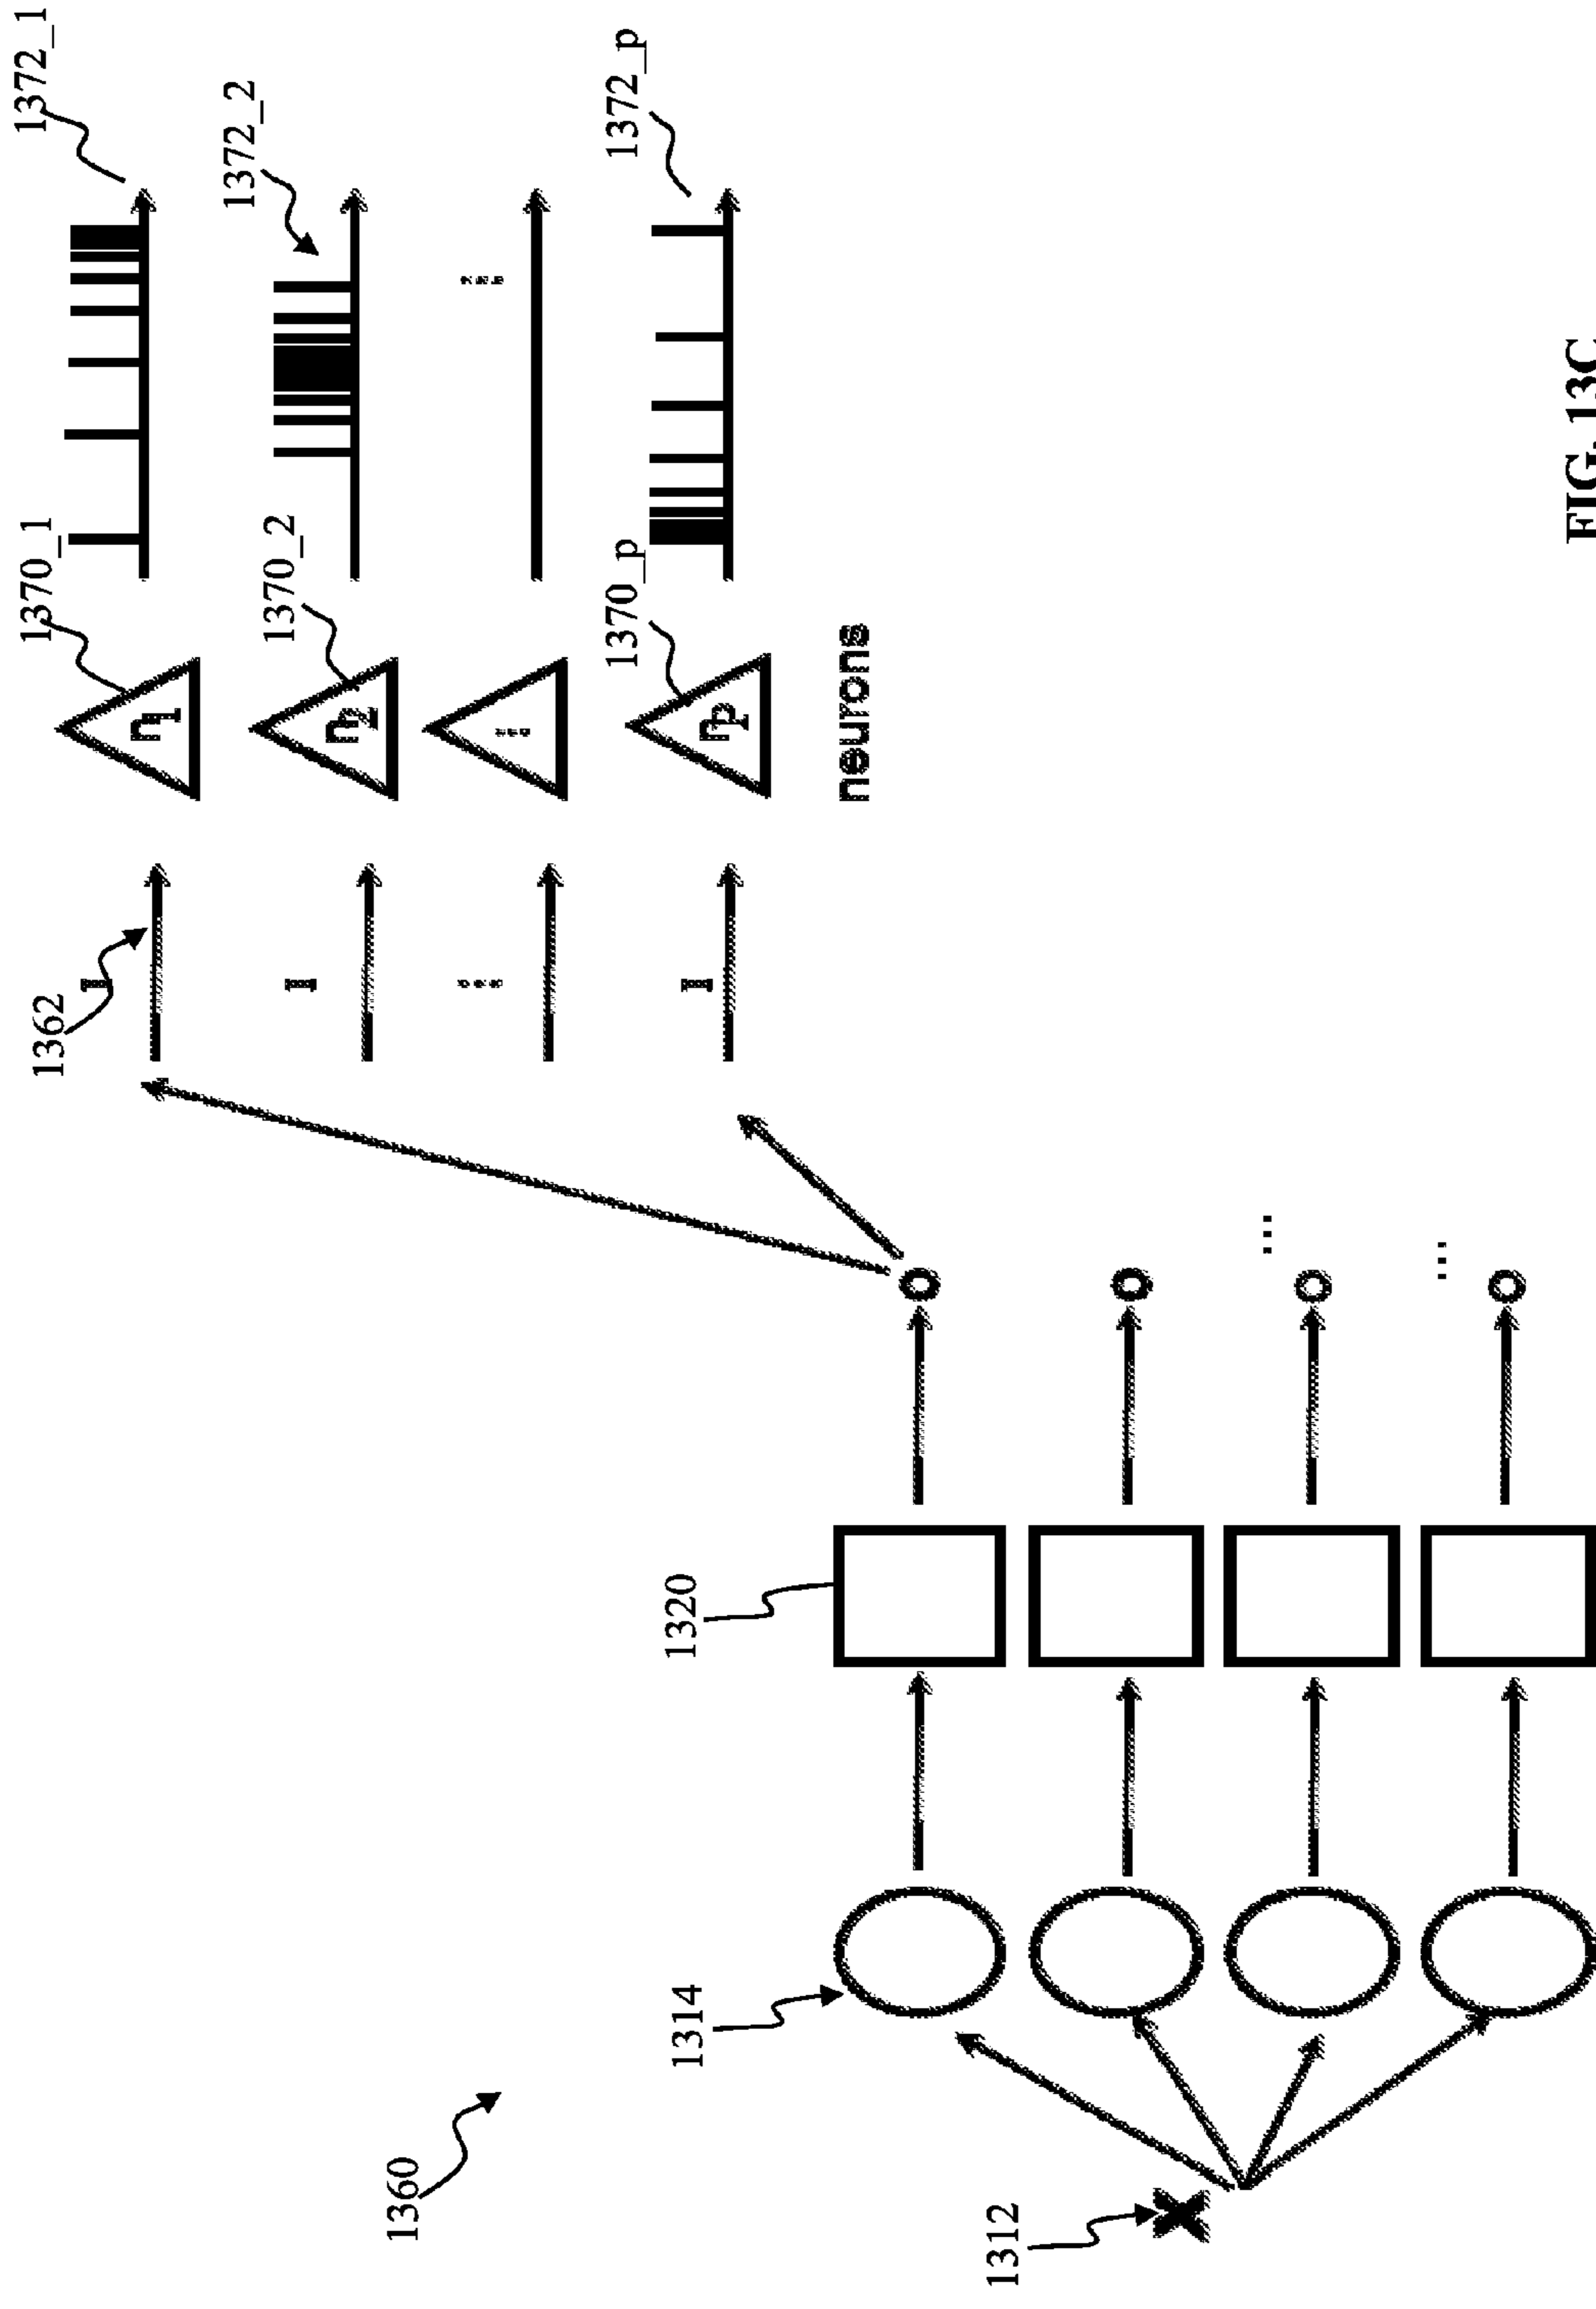 1372_1
1370_1
1362
I
n1
1372_2
1370_2
I
n2
...
...
...
1372_p
1370_p
I
np
neurons
1320
1314
...
...
1360
1312
X
FIG. 13C